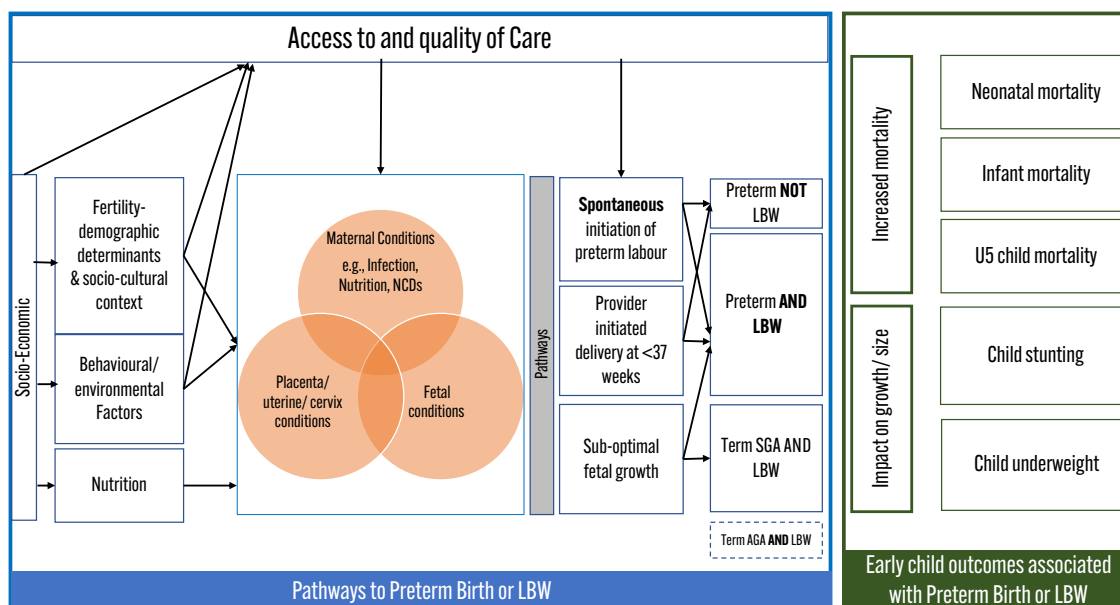 Access to and quality of Care
Socio-Economic
Fertility-
demographic
determinants
& socio-cultural
context
Behavioural/
environmental
Factors
Nutrition
Maternal Conditions
e.g., Infection,
Nutrition, NCDs
Placenta/
uterine/ cervix
conditions
Fetal
conditions
Pathways
Spontaneous
initiation of
preterm labour
Provider
initiated
delivery at <37
weeks
Sub-optimal
fetal growth
Preterm NOT
LBW
Preterm AND
LBW
Term SGA AND
LBW
Term AGA AND LBW
Pathways to Preterm Birth or LBW
Increased mortality
Neonatal mortality
Infant mortality
U5 child mortality
Impact on growth/ size
Child stunting
Child underweight
Early child outcomes associated
with Preterm Birth or LBW